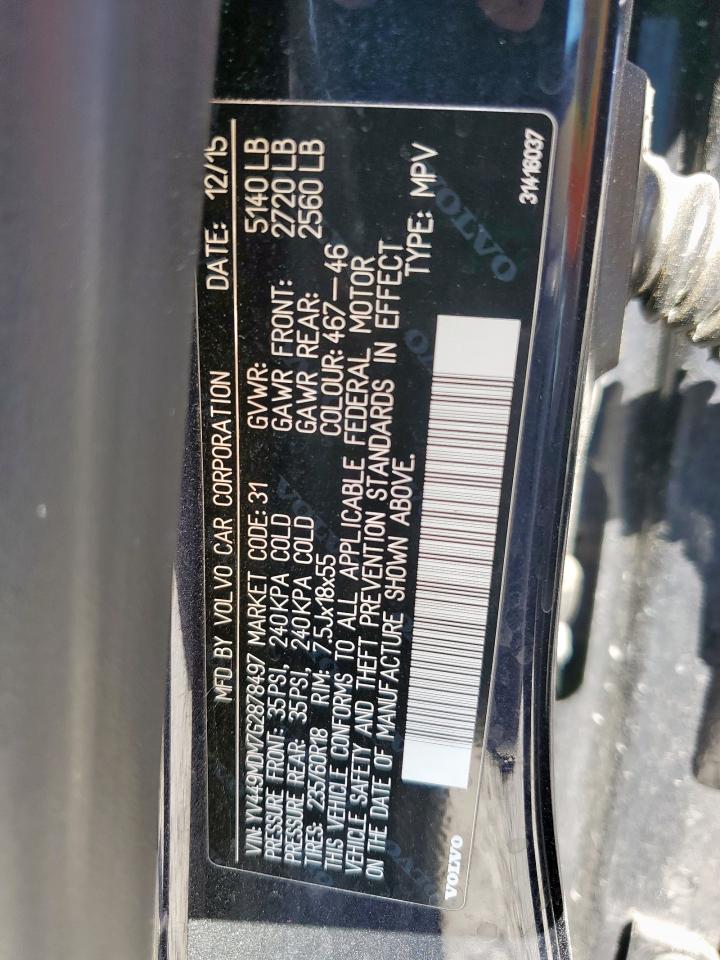 MFD BY VOLVO CAR CORPORATION DATE: 12/15
VIN: YV449MDM7G2878497 MARKET CODE: 31 GVWR: 5140 LB
PRESSURE FRONT: 35PSI, 240KPA COLD GAWR FRONT: 2720 LB
PRESSURE REAR: 35PSI, 240KPA COLD GAWR REAR: 2560 LB
TIRES: 235/60R18 RIM: 7.5Jx18x55 COLOUR: 467–46
THIS VEHICLE CONFORMS TO ALL APPLICABLE FEDERAL MOTOR
VEHICLE SAFETY AND THEFT PREVENTION STANDARDS IN EFFECT
ON THE DATE OF MANUFACTURE SHOWN ABOVE. TYPE: MPV
VOLVO
31416037